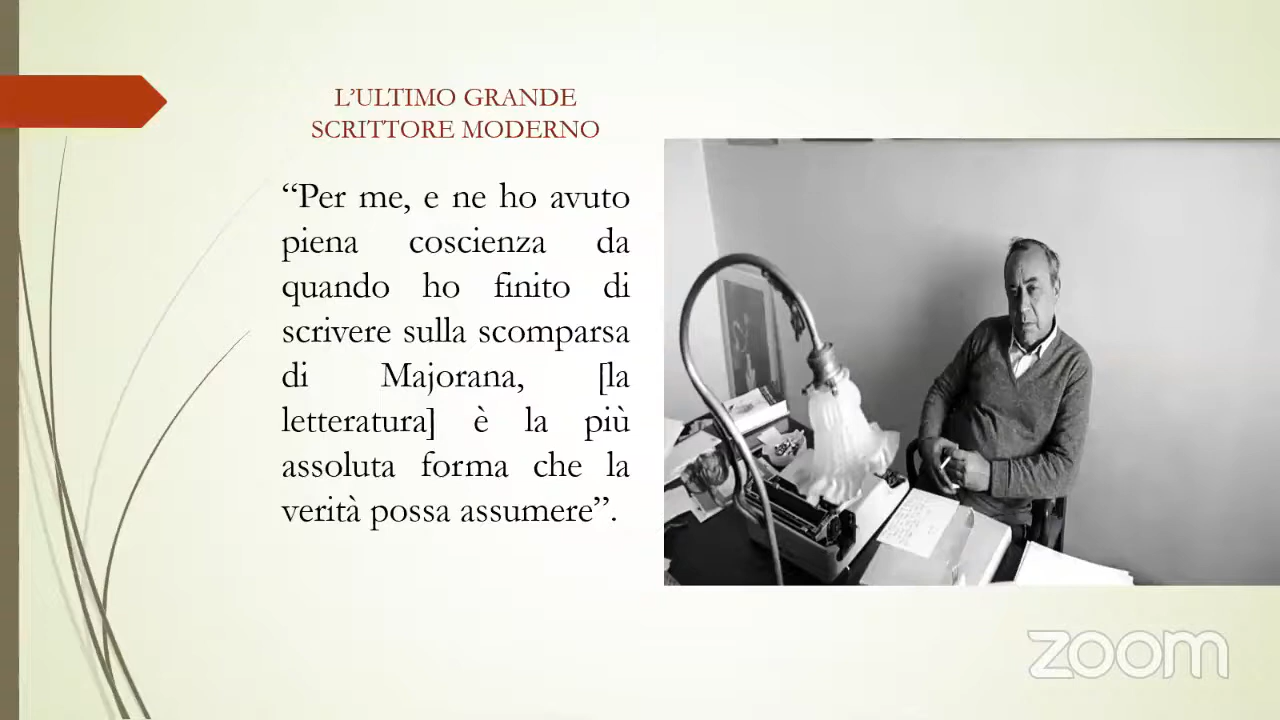 L’ULTIMO GRANDE
SCRITTORE MODERNO
“Per me, e ne ho avuto
piena coscienza da
quando ho finito di
scrivere sulla scomparsa
di Majorana, [la
letteratura] è la più
assoluta forma che la
verità possa assumere”.
zoom